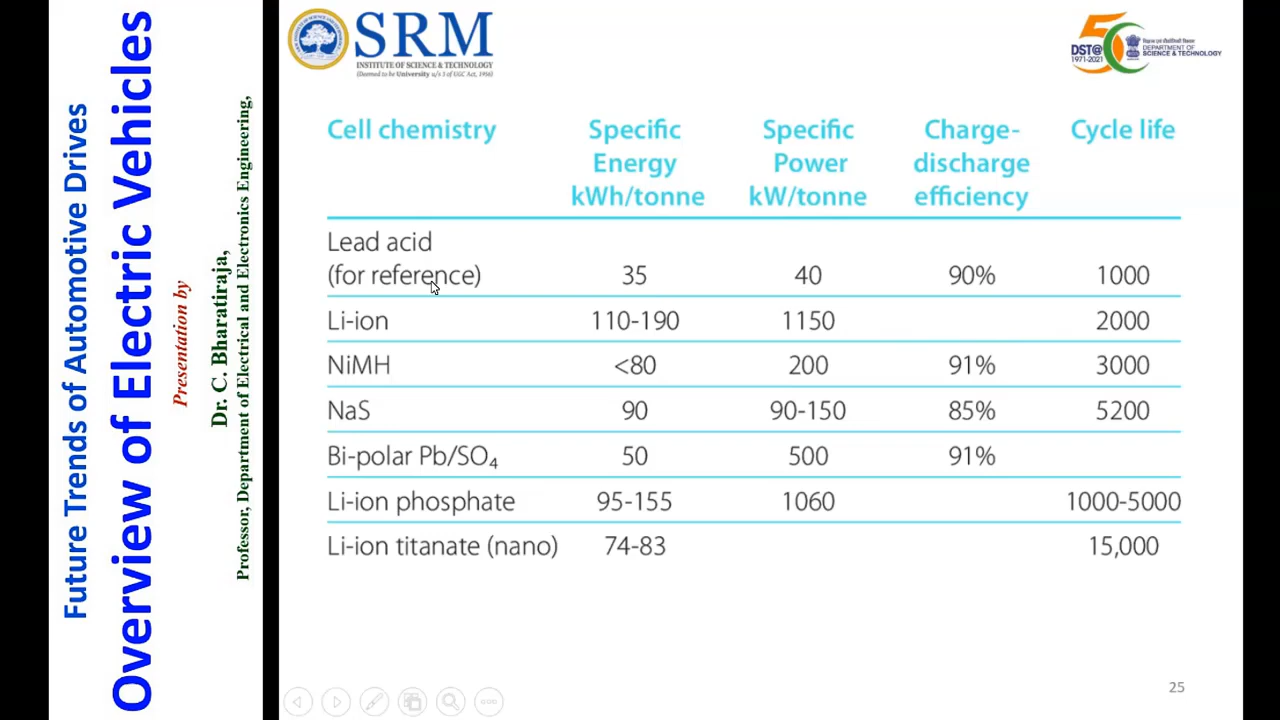 Future Trends of Automotive Drives
Overview of Electric Vehicles
Presentation by
Dr. C. Bharatiraja,
Professor, Department of Electrical and Electronics Engineering,
SRM
INSTITUTE OF SCIENCE & TECHNOLOGY
(Deemed to be University u/s 3 of UGC Act, 1956)
50
DST@
1971-2021
DEPARTMENT OF
SCIENCE & TECHNOLOGY
Cell chemistry Specific Energy kWh/tonne Specific Power kW/tonne Charge-discharge efficiency Cycle life
Lead acid
(for reference) 35 40 90% 1000
Li-ion 110-190 1150 2000
NiMH <80 200 91% 3000
NaS 90 90-150 85% 5200
Bi-polar Pb/SO₄ 50 500 91%
Li-ion phosphate 95-155 1060 1000-5000
Li-ion titanate (nano) 74-83 15,000
25